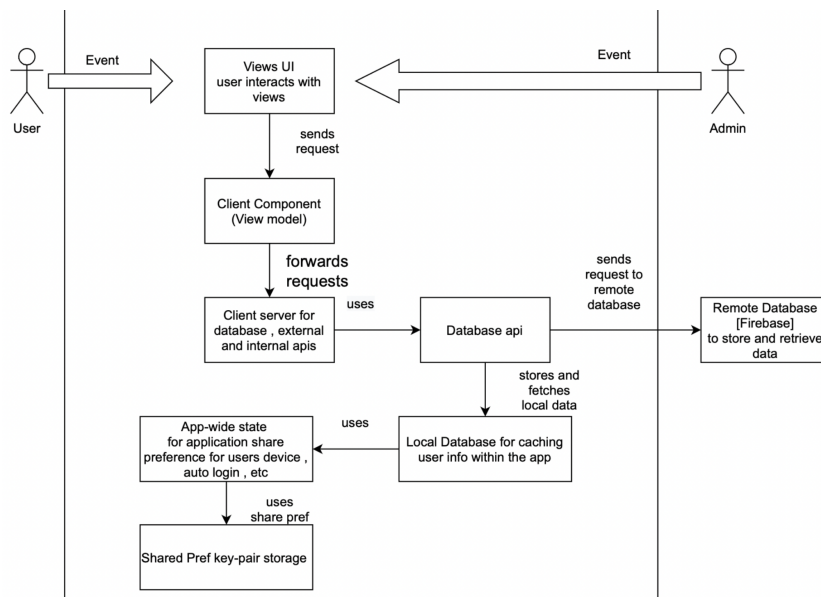 Event
Views UI
user interacts with
views
Event
User
Admin
sends
request
Client Component
(View model)
forwards
requests
sends
request to
remote
database
Client server for
database , external
and internal apis
uses
Database api
Remote Database
[Firebase]
to store and retrieve
data
stores and
fetches
local data
App-wide state
for application share
preference for users device ,
auto login , etc
uses
Local Database for caching
user info within the app
uses
share pref
Shared Pref key-pair storage